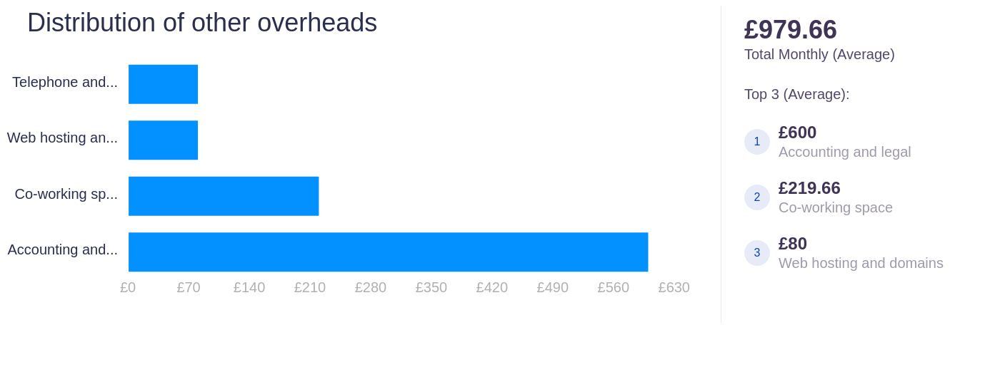 Distribution of other overheads
Telephone and...
Web hosting an...
Co-working sp...
Accounting and...
£0 £70 £140 £210 £280 £350 £420 £490 £560 £630
£979.66
Total Monthly (Average)
Top 3 (Average):
1
£600
Accounting and legal
2
£219.66
Co-working space
3
£80
Web hosting and domains